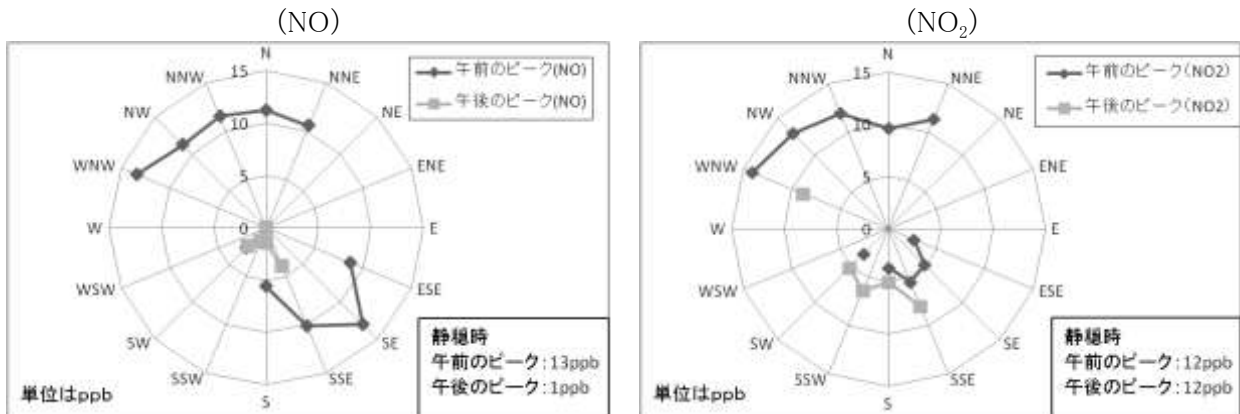 (NO)
N
NNE
NE
ENE
E
ESE
SE
SSE
S
SSW
SW
WSW
W
WNW
NW
NNW
15
10
5
0
午前のピーク(NO)
午後のピーク(NO)
静穏時
午前のピーク:13ppb
午後のピーク:1ppb
単位はppb
(NO₂)
N
NNE
NE
ENE
E
ESE
SE
SSE
S
SSW
SW
WSW
W
WNW
NW
NNW
15
10
5
0
午前のピーク(NO2)
午後のピーク(NO2)
静穏時
午前のピーク:12ppb
午後のピーク:12ppb
単位はppb